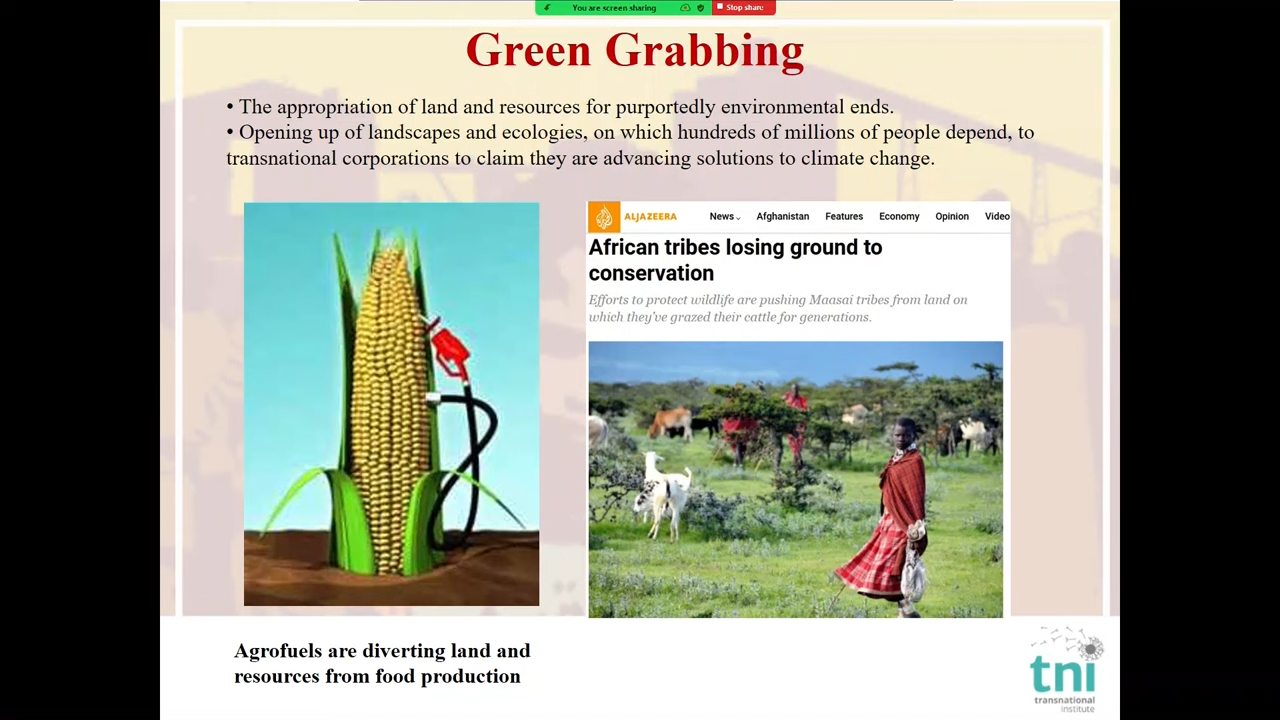 You are screen sharing
Stop share
Green Grabbing
• The appropriation of land and resources for purportedly environmental ends.
• Opening up of landscapes and ecologies, on which hundreds of millions of people depend, to
transnational corporations to claim they are advancing solutions to climate change.
ALJAZEERA News Afghanistan Features Economy Opinion Video
African tribes losing ground to
conservation
Efforts to protect wildlife are pushing Maasai tribes from land on
which they've grazed their cattle for generations.
Agrofuels are diverting land and
resources from food production
tni
transnational
institute